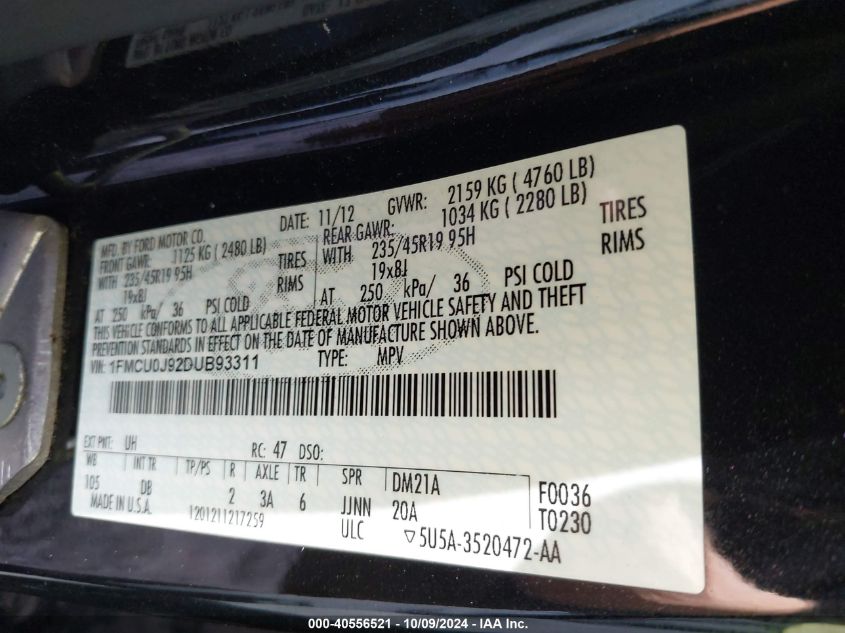 MFD. BY FORD MOTOR CO.
DATE: 11/12 GVWR: 2159 KG ( 4760 LB)
FRONT GAWR: 1125 KG ( 2480 LB) REAR GAWR: 1034 KG ( 2280 LB)
WITH 235/45R19 95H TIRES WITH 235/45R19 95H TIRES
19x8J RIMS 19x8J RIMS
AT 250 kPa/ 36 PSI COLD AT 250 kPa/ 36 PSI COLD
THIS VEHICLE CONFORMS TO ALL APPLICABLE FEDERAL MOTOR VEHICLE SAFETY AND THEFT
PREVENTION STANDARDS IN EFFECT ON THE DATE OF MANUFACTURE SHOWN ABOVE.
VIN: 1FMCU0J92DUB93311 TYPE: MPV
EXT PNT: UH RC: 47 DSO:
WB INT TR TP/PS R AXLE TR SPR DM21A F0036
105 DB 2 3A 6 JJNN 20A T0230
MADE IN U.S.A. 1201211217259 ULC ▽5U5A-3520472-AA
000-40556521 - 10/09/2024 - IAA Inc.